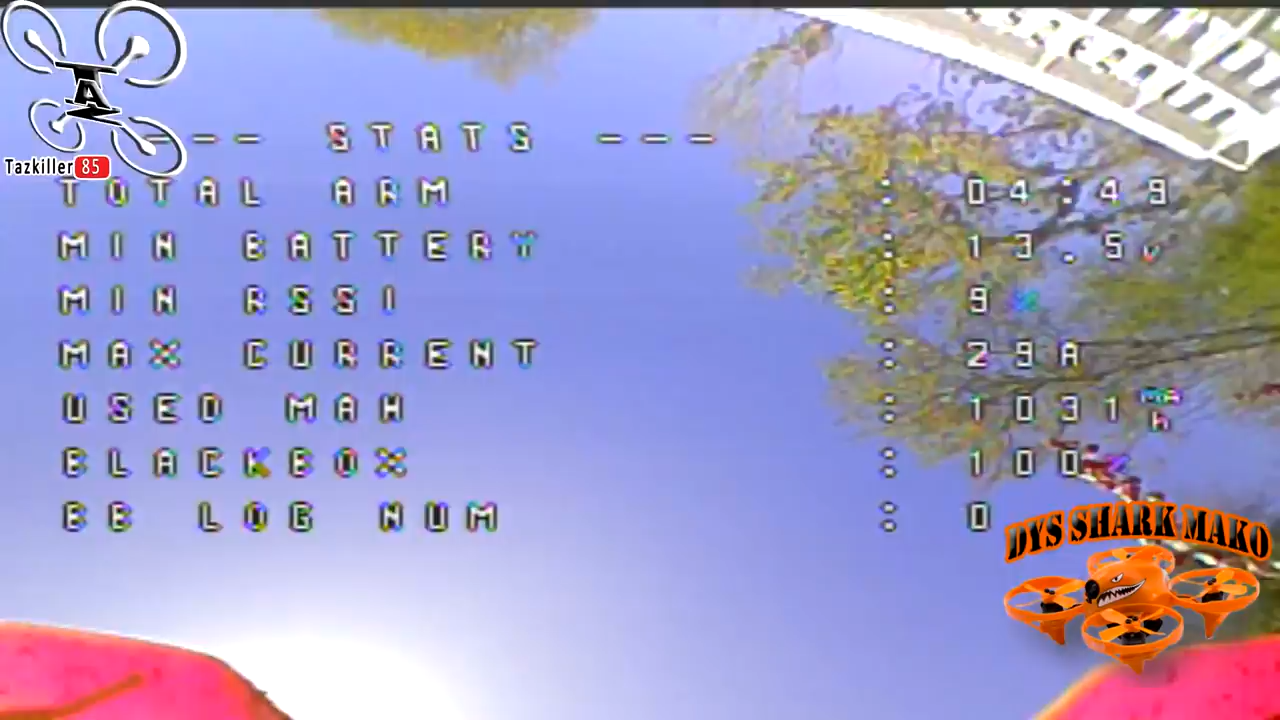 A
Tazkiller 85
--- STATS ---
TOTAL ARM : 04:49
MIN BATTERY : 13.5V
MIN RSSI : 9%
MAX CURRENT : 29A
USED MAH : 1031 MAH
BLACKBOX : 100%
BB LOG NUM : 0
DYS SHARK MAKO